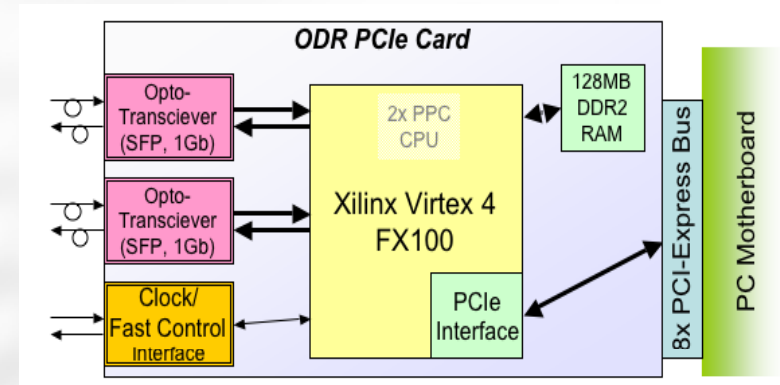 ODR PCIe Card
Opto-
Transciever
(SFP, 1Gb)
2x PPC
CPU
128MB
DDR2
RAM
Opto-
Transciever
(SFP, 1Gb)
Xilinx Virtex 4
FX100
Clock/
Fast Control
Interface
PCIe
Interface
8x PCI-Express Bus
PC Motherboard